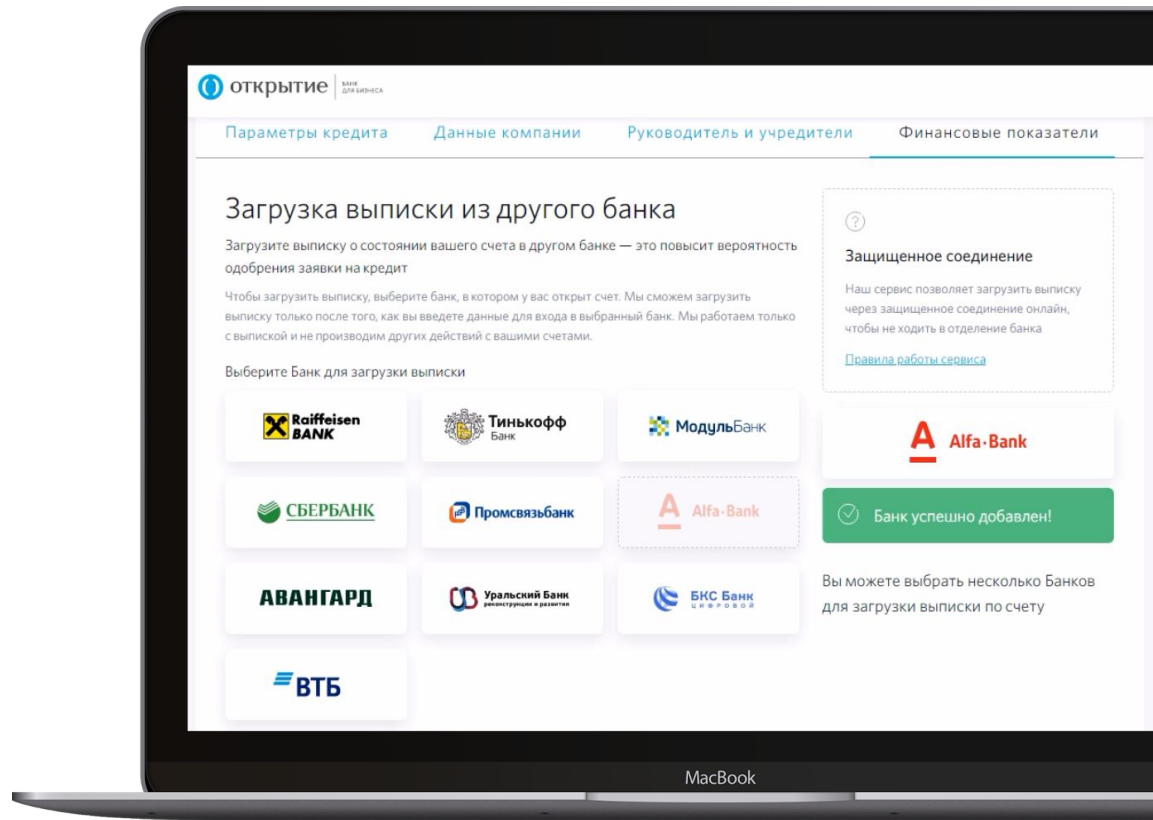 ОТКРЫТИЕ БАНК ДЛЯ БИЗНЕСА
Параметры кредита Данные компании Руководитель и учредители Финансовые показатели
Загрузка выписки из другого банка
Загрузите выписку о состоянии вашего счета в другом банке — это повысит вероятность
одобрения заявки на кредит
Чтобы загрузить выписку, выберите банк, в котором у вас открыт счет. Мы сможем загрузить
выписку только после того, как вы введете данные для входа в выбранный банк. Мы работаем только
с выпиской и не производим других действий с вашими счетами.
Выберите Банк для загрузки выписки
Raiffeisen
BANK
Тинькофф
Банк
МодульБанк
СБЕРБАНК
Промсвязьбанк
Alfa·Bank
АВАНГАРД
Уральский Банк
реконструкции и развития
БКС Банк
ЦИФРОВОЙ
ВТБ
?
Защищенное соединение
Наш сервис позволяет загрузить выписку
через защищенное соединение онлайн,
чтобы не ходить в отделение банка
Правила работы сервиса
Alfa·Bank
Банк успешно добавлен!
Вы можете выбрать несколько Банков
для загрузки выписки по счету
MacBook